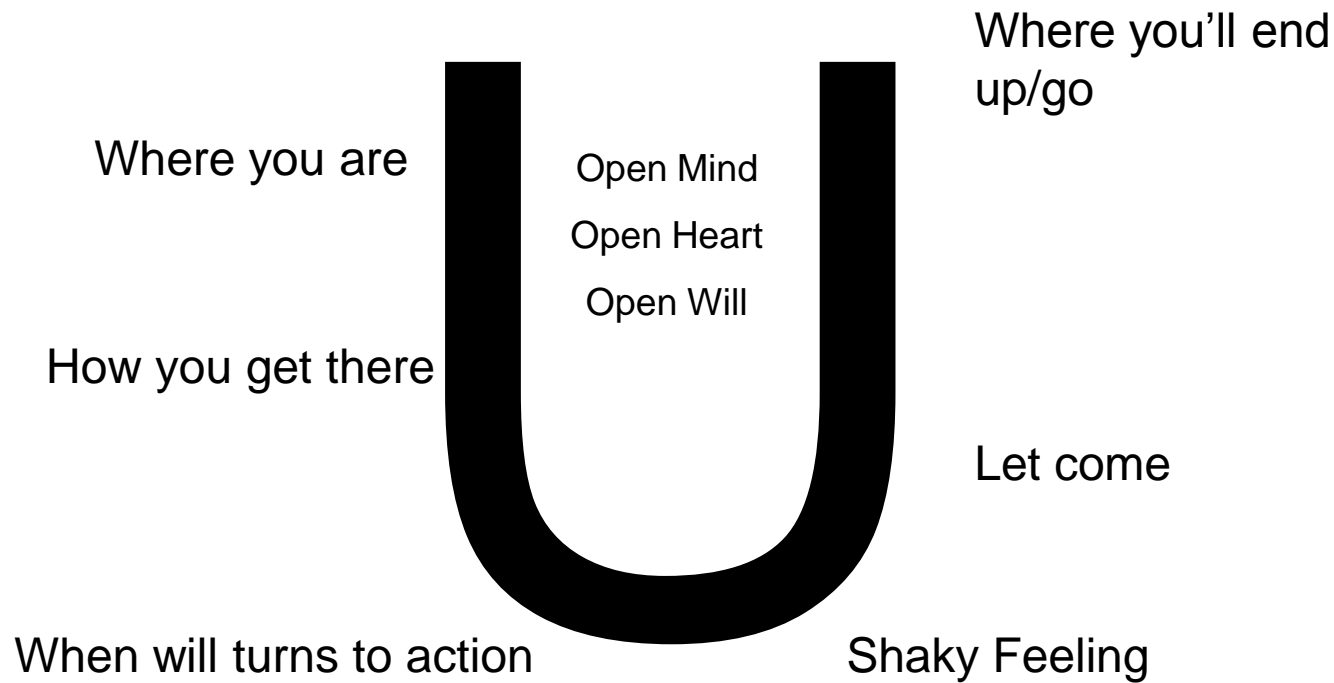 Where you'll end
up/go
Where you are
Open Mind
Open Heart
Open Will
How you get there
Let come
When will turns to action
Shaky Feeling
U